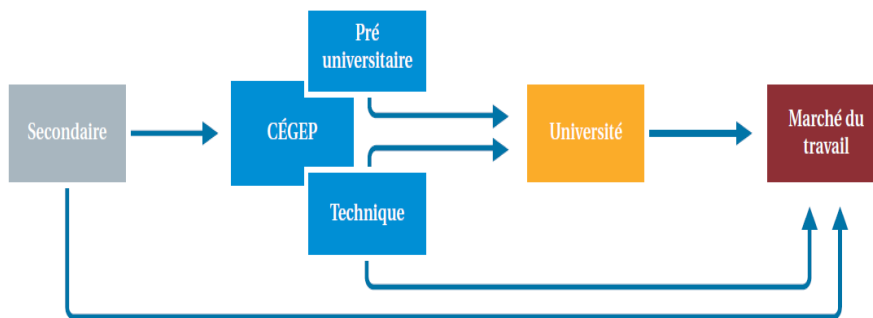 Pré
universitaire
Secondaire
CÉGEP
Université
Marché du
travail
Technique